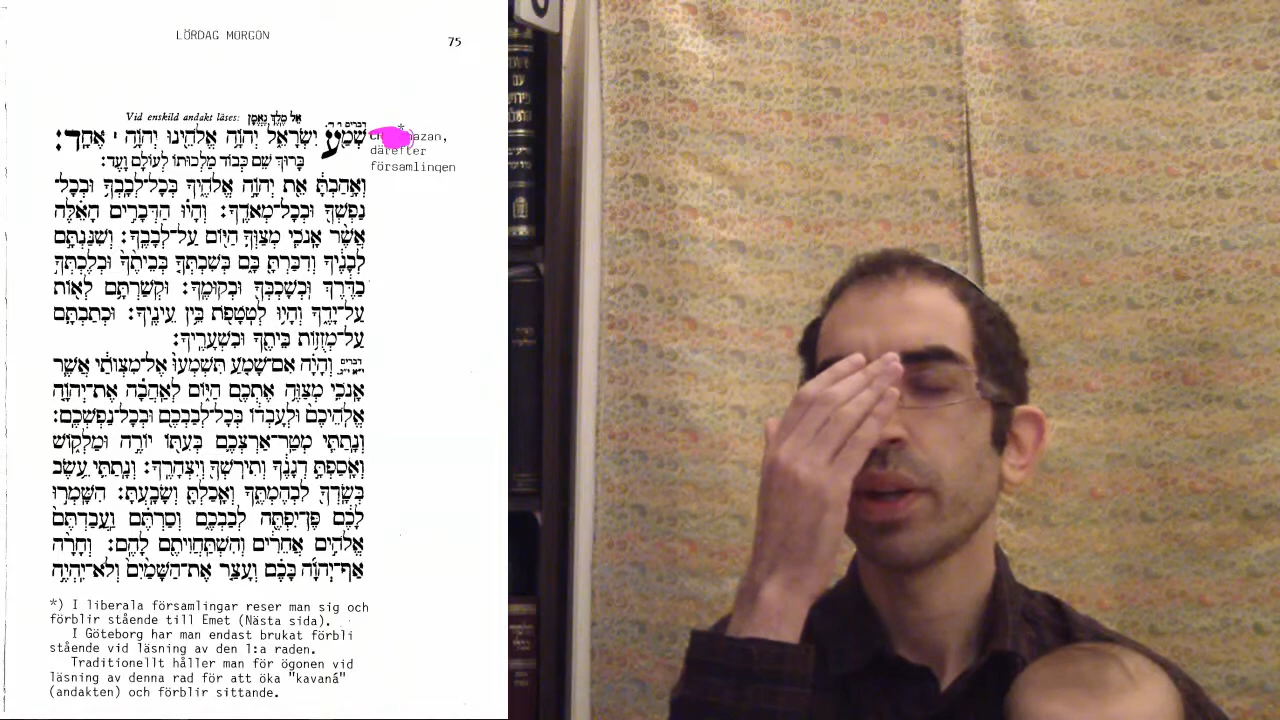 LÖRDAG MORGON
75
Vid enskild andakt läses: אֵל מֶלֶךְ נֶאֱמָן
שְׁמַע יִשְׂרָאֵל יְהוָֹה אֱלֹהֵינוּ יְהוָֹה אֶחָד:
azan,
därefter
församlingen
בָּרוּךְ שֵׁם כְּבוֹד מַלְכוּתוֹ לְעוֹלָם וָעֶד:
וְאָהַבְתָּ אֵת יְהוָֹה אֱלֹהֶיךָ בְּכָל־לְבָבְךָ וּבְכָל־
נַפְשְׁךָ וּבְכָל־מְאֹדֶךָ: וְהָיוּ הַדְּבָרִים הָאֵלֶּה
אֲשֶׁר אָנֹכִי מְצַוְּךָ הַיּוֹם עַל־לְבָבֶךָ: וְשִׁנַּנְתָּם
לְבָנֶיךָ וְדִבַּרְתָּ בָּם בְּשִׁבְתְּךָ בְּבֵיתֶךָ וּבְלֶכְתְּךָ
בַדֶּרֶךְ וּבְשָׁכְבְּךָ וּבְקוּמֶךָ: וּקְשַׁרְתָּם לְאוֹת
עַל־יָדֶךָ וְהָיוּ לְטֹטָפֹת בֵּין עֵינֶיךָ: וּכְתַבְתָּם
עַל־מְזֻזוֹת בֵּיתֶךָ וּבִשְׁעָרֶיךָ:
וְהָיָה אִם־שָׁמֹעַ תִּשְׁמְעוּ אֶל־מִצְוֹתַי אֲשֶׁר
אָנֹכִי מְצַוֶּה אֶתְכֶם הַיּוֹם לְאַהֲבָה אֶת־יְהוָֹה
אֱלֹהֵיכֶם וּלְעָבְדוֹ בְּכָל־לְבַבְכֶם וּבְכָל־נַפְשְׁכֶם:
וְנָתַתִּי מְטַר־אַרְצְכֶם בְּעִתּוֹ יוֹרֶה וּמַלְקוֹשׁ
וְאָסַפְתָּ דְגָנֶךָ וְתִירֹשְׁךָ וְיִצְהָרֶךָ: וְנָתַתִּי עֵשֶׂב
בְּשָׂדְךָ לִבְהֶמְתֶּךָ וְאָכַלְתָּ וְשָׂבָעְתָּ: הִשָּׁמְרוּ
לָכֶם פֶּן־יִפְתֶּה לְבַבְכֶם וְסַרְתֶּם וַעֲבַדְתֶּם
אֱלֹהִים אֲחֵרִים וְהִשְׁתַּחֲוִיתֶם לָהֶם: וְחָרָה
אַף־יְהוָֹה בָּכֶם וְעָצַר אֶת־הַשָּׁמַיִם וְלֹא־יִהְיֶה
*) I liberala församlingar reser man sig och
förblir stående till Emet (Nästa sida).
I Göteborg har man endast brukat förbli
stående vid läsning av den 1:a raden.
Traditionellt håller man för ögonen vid
läsning av denna rad för att öka "kavaná"
(andakten) och förblir sittande.